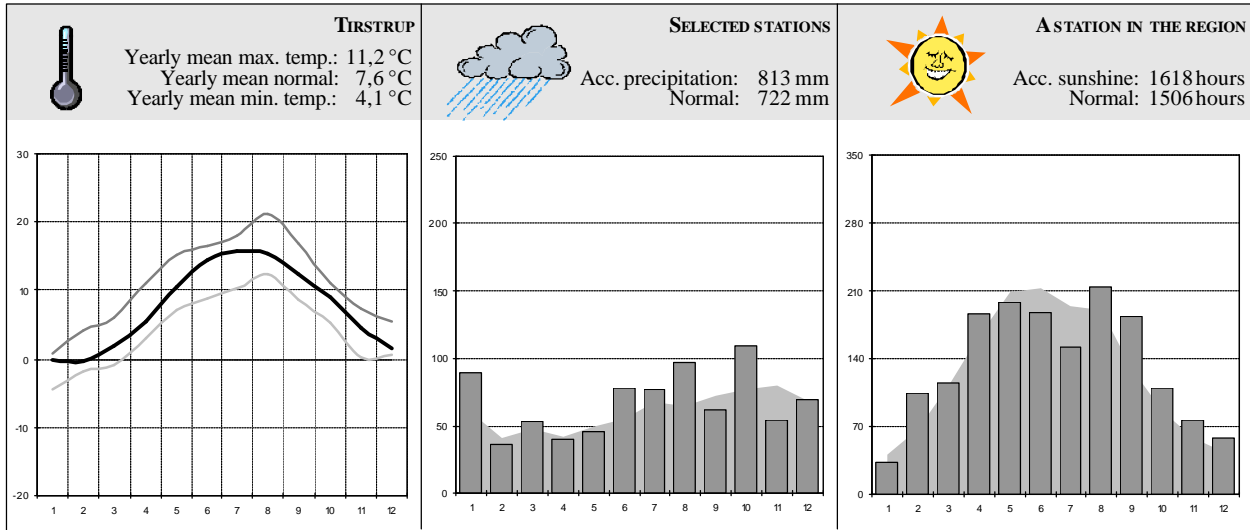 TIRSTRUP
Yearly mean max. temp.: 11,2 °C
Yearly mean normal: 7,6 °C
Yearly mean min. temp.: 4,1 °C
30
20
10
0
-10
-20
1 2 3 4 5 6 7 8 9 10 11 12
SELECTED STATIONS
Acc. precipitation: 813 mm
Normal: 722 mm
250
200
150
100
50
0
1 2 3 4 5 6 7 8 9 10 11 12
A STATION IN THE REGION
Acc. sunshine: 1618 hours
Normal: 1506 hours
350
280
210
140
70
0
1 2 3 4 5 6 7 8 9 10 11 12